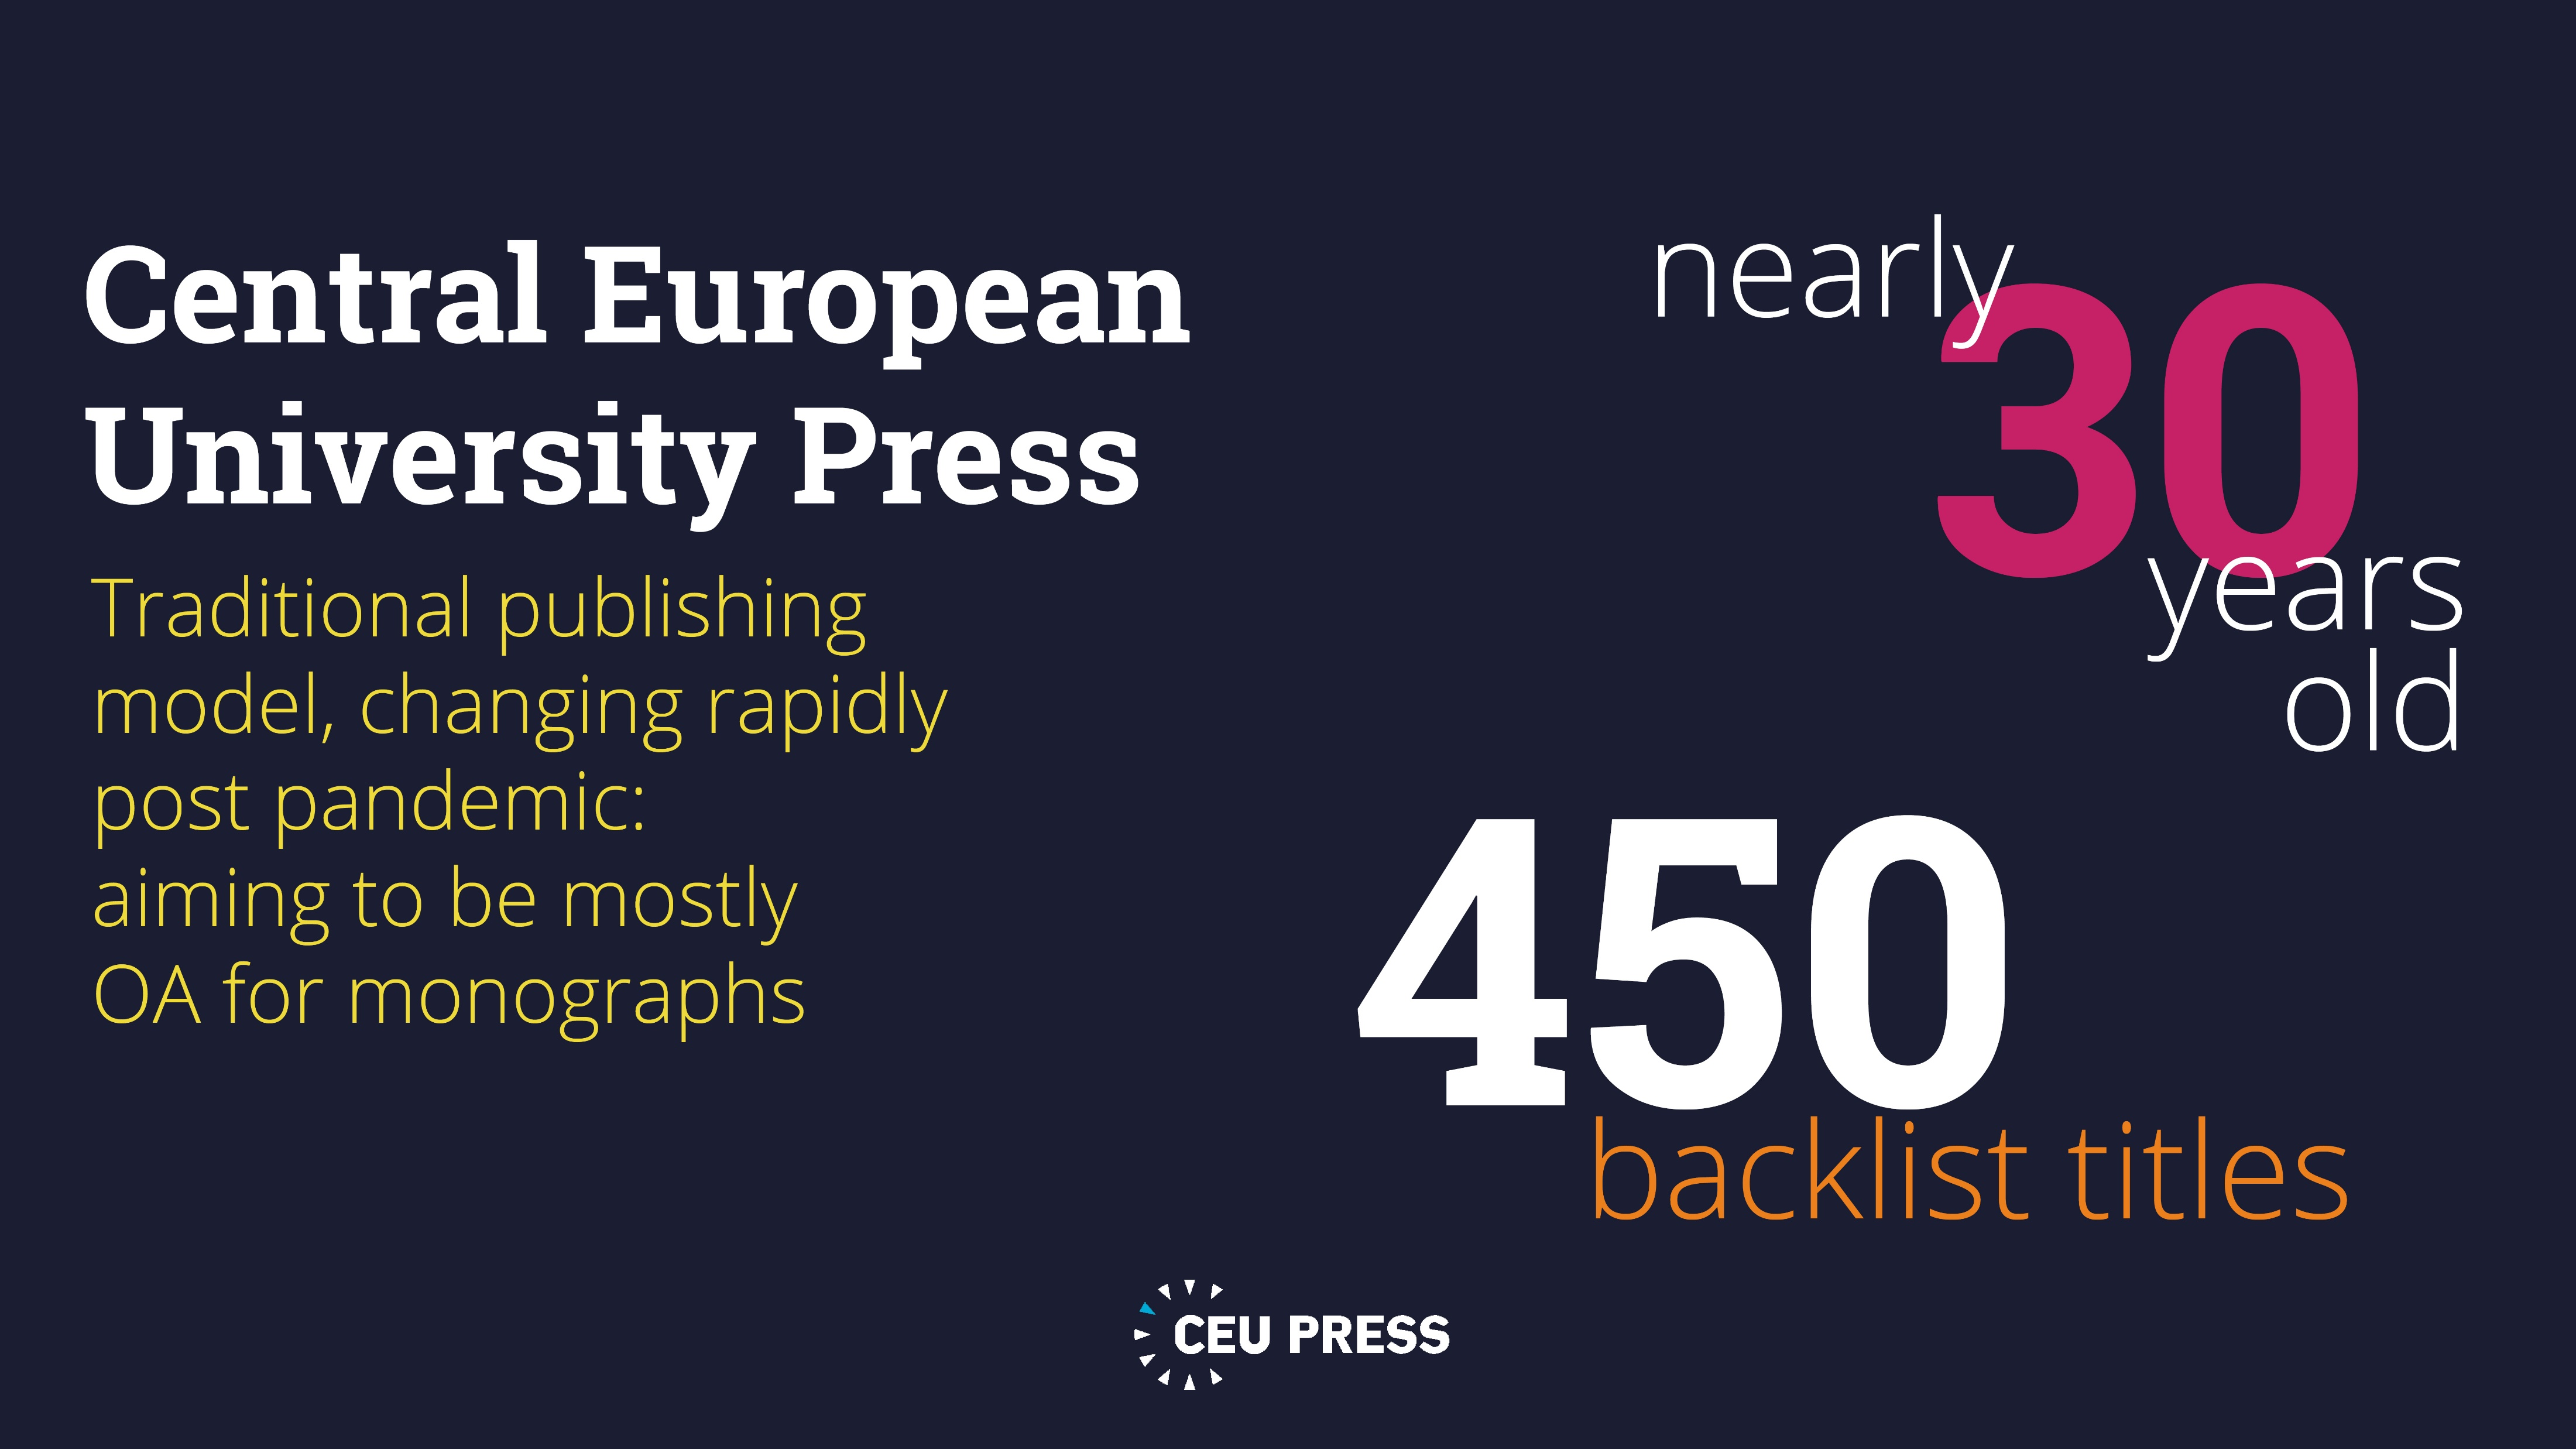 Central European
University Press
Traditional publishing
model, changing rapidly
post pandemic:
aiming to be mostly
OA for monographs
nearly
30
years
old
450
backlist titles
CEU PRESS